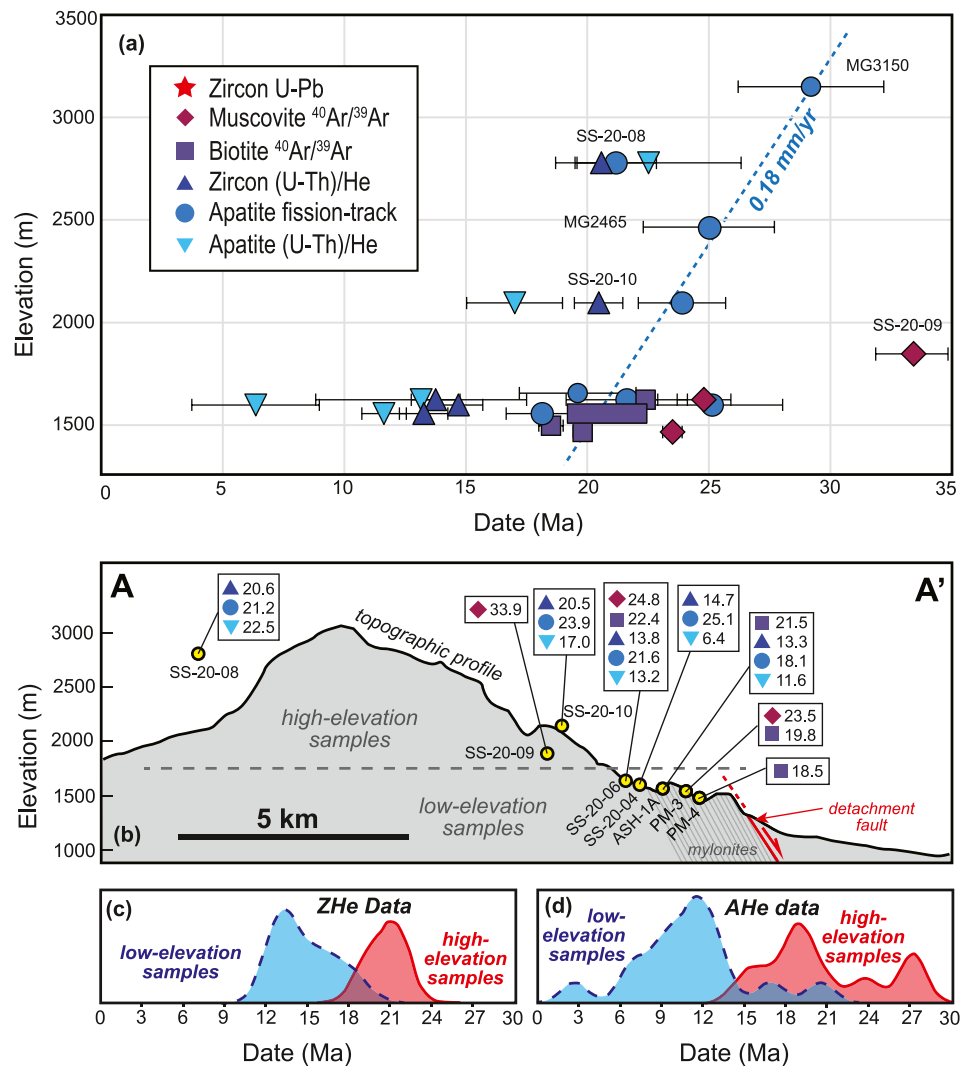 (a)
Zircon U-Pb
Muscovite ⁴⁰Ar/³⁹Ar
Biotite ⁴⁰Ar/³⁹Ar
Zircon (U-Th)/He
Apatite fission-track
Apatite (U-Th)/He
MG3150
SS-20-08
0.18 mm/yr
MG2465
SS-20-10
SS-20-09
3500
3000
2500
2000
1500
Elevation (m)
0 5 10 15 20 25 30 35
Date (Ma)
A
A'
20.6
21.2
22.5
SS-20-08
topographic profile
33.9
20.5
23.9
17.0
24.8
22.4
13.8
21.6
13.2
14.7
25.1
6.4
21.5
13.3
18.1
11.6
23.5
19.8
18.5
3000
2500
2000
1500
1000
Elevation (m)
high-elevation
samples
SS-20-09
SS-20-10
low-elevation
samples
SS-20-06
SS-20-04
ASH-1A
PM-3
PM-4
mylonites
detachment
fault
(b)
5 km
(c)
ZHe Data
low-elevation
samples
high-
elevation
samples
0 3 6 9 12 15 18 21 24 27 30
Date (Ma)
(d)
AHe data
low-
elevation
samples
high-
elevation
samples
0 3 6 9 12 15 18 21 24 27 30
Date (Ma)